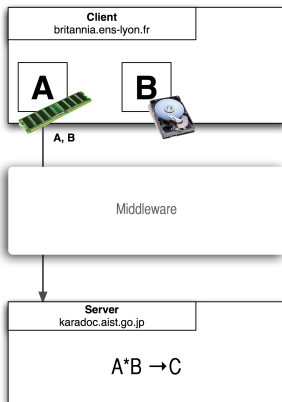 Client
britannia.ens-lyon.fr
A
B
A, B
Middleware
Server
karadoc.aist.go.jp
A*B →C